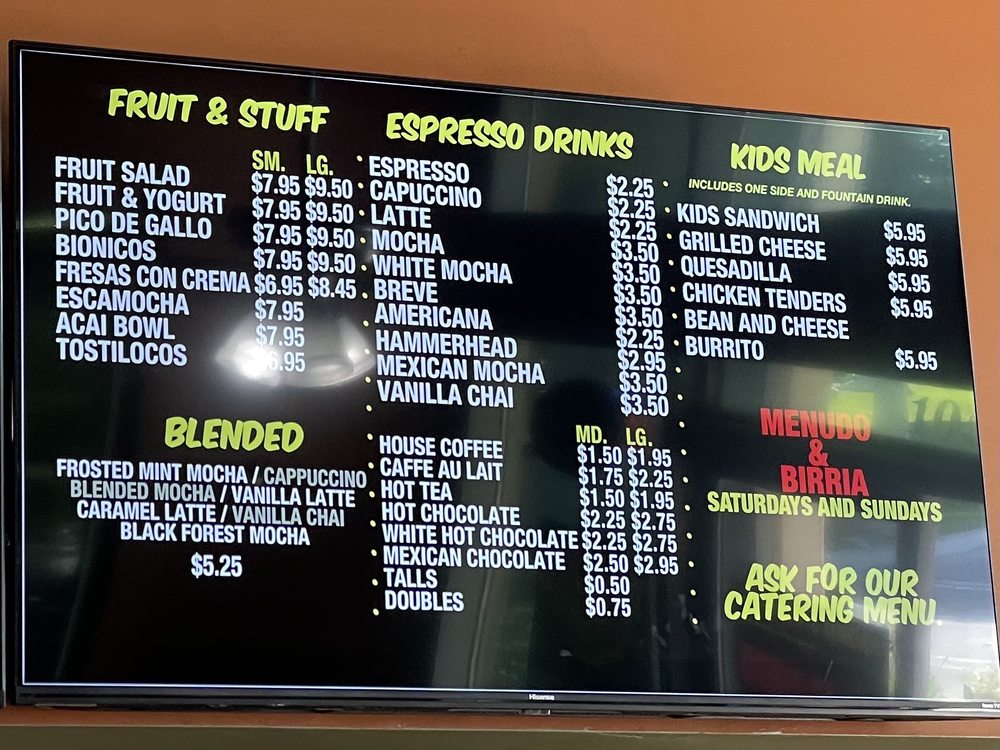 FRUIT & STUFF
SM. LG.
FRUIT SALAD $7.95 $9.50
FRUIT & YOGURT $7.95 $9.50
PICO DE GALLO $7.95 $9.50
BIONICOS $7.95 $9.50
FRESAS CON CREMA $6.95 $8.45
ESCAMOCHA $7.95
ACAI BOWL $7.95
TOSTILOCOS 6.95
BLENDED
FROSTED MINT MOCHA / CAPPUCCINO
BLENDED MOCHA / VANILLA LATTE
CARAMEL LATTE / VANILLA CHAI
BLACK FOREST MOCHA
$5.25
ESPRESSO DRINKS
ESPRESSO
CAPUCCINO
LATTE
MOCHA
WHITE MOCHA
BREVE
AMERICANA
HAMMERHEAD
MEXICAN MOCHA
VANILLA CHAI
$2.25
$2.25
$2.25
$3.50
$3.50
$3.50
$3.50
$2.25
$2.95
$3.50
$3.50
MD. LG.
HOUSE COFFEE $1.50 $1.95
CAFFE AU LAIT $1.75 $2.25
HOT TEA $1.50 $1.95
HOT CHOCOLATE $2.25 $2.75
WHITE HOT CHOCOLATE $2.25 $2.75
MEXICAN CHOCOLATE $2.50 $2.95
TALLS $0.50
DOUBLES $0.75
KIDS MEAL
INCLUDES ONE SIDE AND FOUNTAIN DRINK.
KIDS SANDWICH $5.95
GRILLED CHEESE $5.95
QUESADILLA $5.95
CHICKEN TENDERS $5.95
BEAN AND CHEESE
BURRITO $5.95
MENUDO
&
BIRRIA
SATURDAYS AND SUNDAYS
ASK FOR OUR
CATERING MENU
Hisense